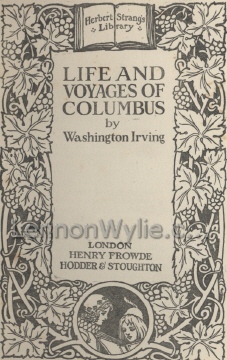 Herbert Strang's
Library
LIFE AND
VOYAGES OF
COLUMBUS
by
Washington Irving
LennonWylie.co
LONDON
HENRY FROWDE
HODDER & STOUGHTON